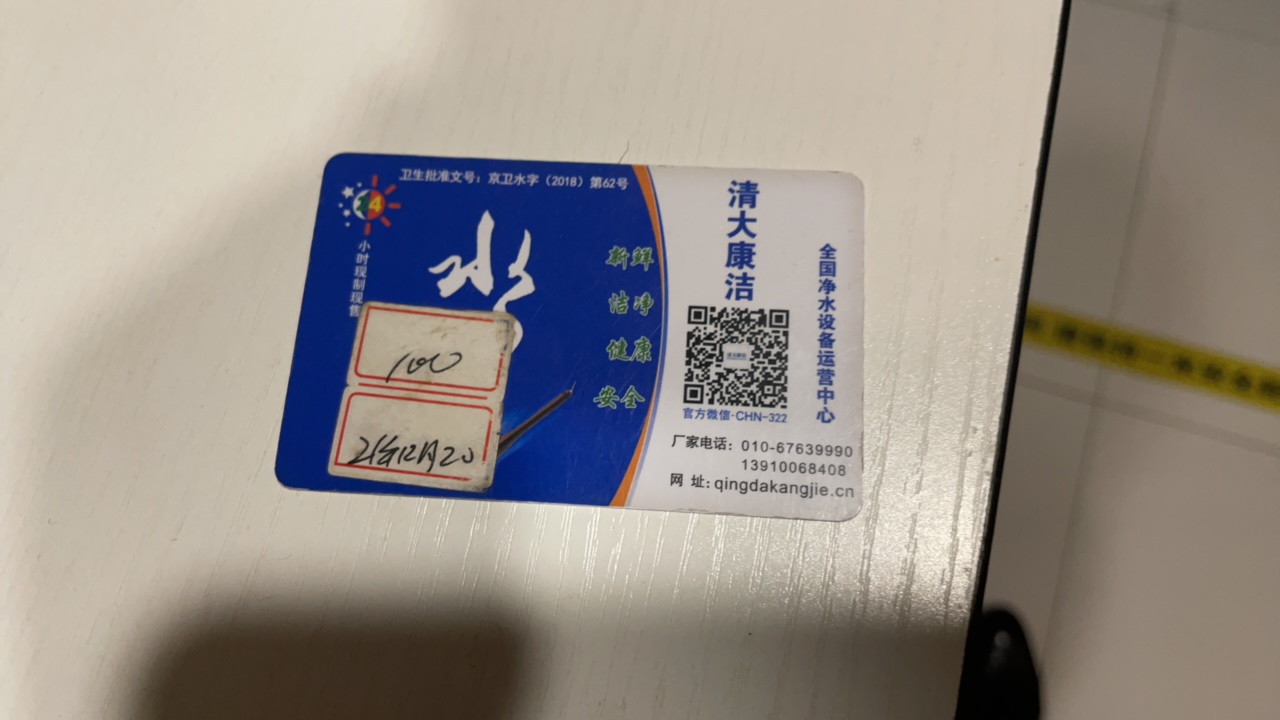 卫生批准文号：京卫水字（2018）第62号
24
小时现制现售
水
新鲜
洁净
健康
安全
100
21年12月20
清大康洁
全国净水设备运营中心
官方微信·CHN-322
厂家电话：010-67639990
13910068408
网 址：qingdakangjie.cn